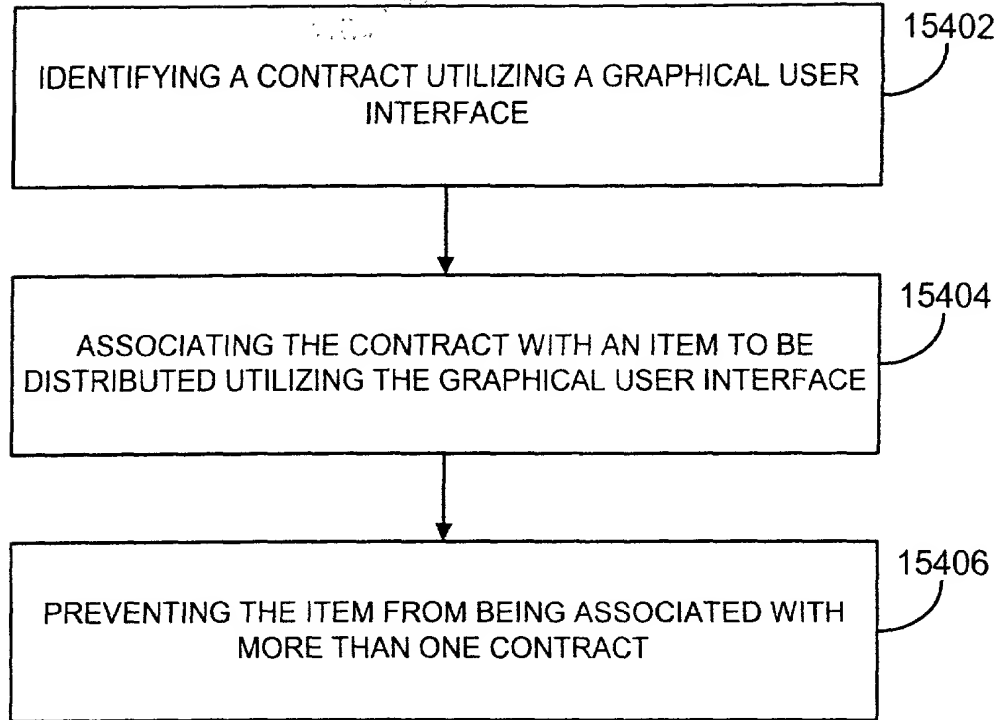 15402
IDENTIFYING A CONTRACT UTILIZING A GRAPHICAL USER
INTERFACE
15404
ASSOCIATING THE CONTRACT WITH AN ITEM TO BE
DISTRIBUTED UTILIZING THE GRAPHICAL USER INTERFACE
15406
PREVENTING THE ITEM FROM BEING ASSOCIATED WITH
MORE THAN ONE CONTRACT